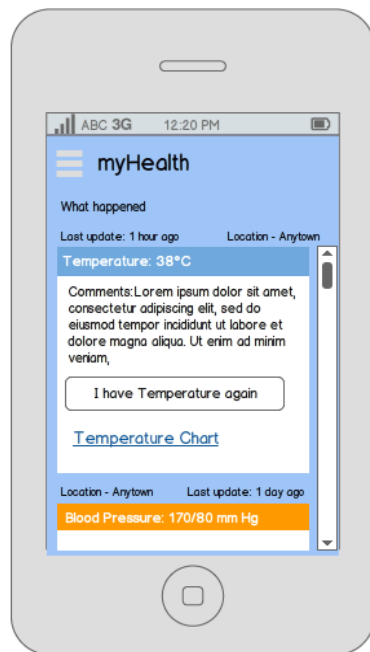 ABC 3G 12:20 PM
myHealth
What happened
Last update: 1 hour ago Location - Anytown
Temperature: 38°C
Comments:Lorem ipsum dolor sit amet,
consectetur adipiscing elit, sed do
eiusmod tempor incididunt ut labore et
dolore magna aliqua. Ut enim ad minim
veniam,
I have Temperature again
Temperature Chart
Location - Anytown Last update: 1 day ago
Blood Pressure: 170/80 mm Hg